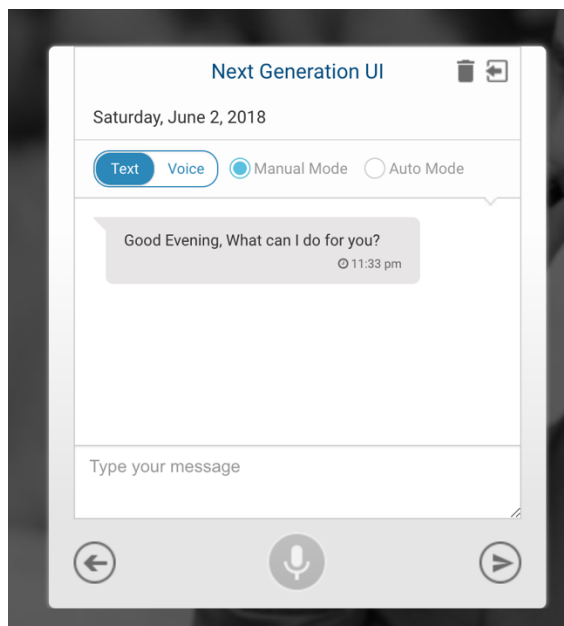 Next Generation UI
Saturday, June 2, 2018
Text Voice Manual Mode Auto Mode
Good Evening, What can I do for you?
11:33 pm
Type your message